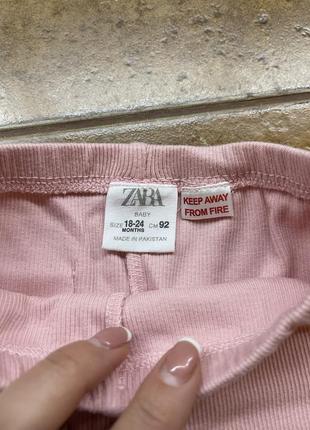 ZARA
BABY
SIZE 18-24 CM 92
MONTHS
MADE IN PAKISTAN
KEEP AWAY
FROM FIRE